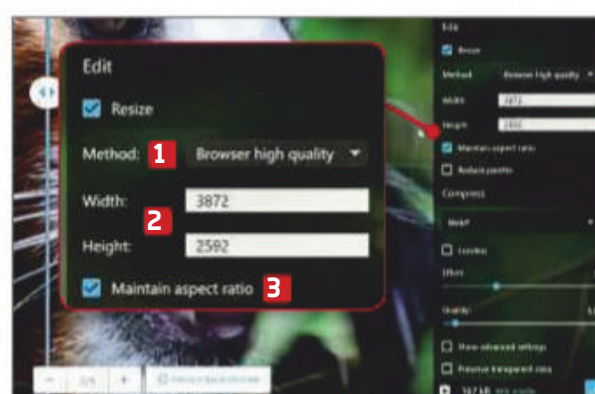 Edit
Resize
Method: 1 Browser high quality
Width: 3872
2
Height: 2592
Maintain aspect ratio 3
Edit
Resize
Method Browser high quality
Width 3872
Height 2592
Maintain aspect ratio
Reduce palette
Compress
WebP
Lossless
Effort
Quality:
Show advanced settings
Preserve transparent data